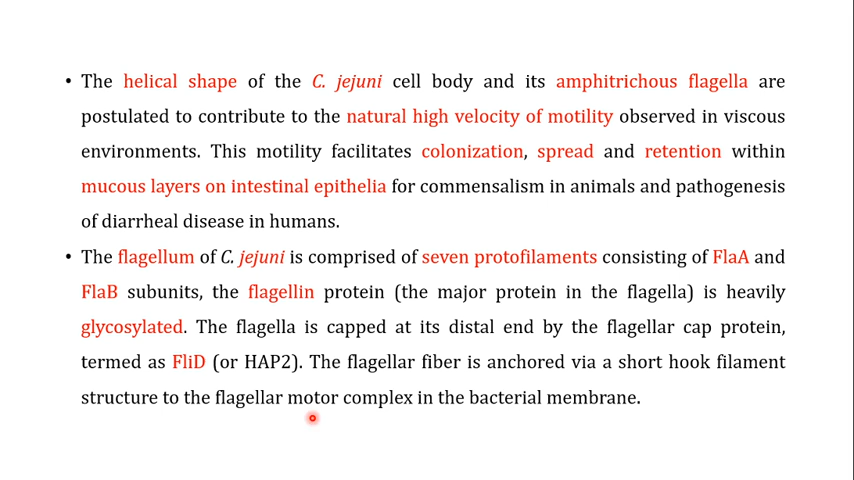 • The helical shape of the C. jejuni cell body and its amphitrichous flagella are
postulated to contribute to the natural high velocity of motility observed in viscous
environments. This motility facilitates colonization, spread and retention within
mucous layers on intestinal epithelia for commensalism in animals and pathogenesis
of diarrheal disease in humans.
• The flagellum of C. jejuni is comprised of seven protofilaments consisting of FlaA and
FlaB subunits, the flagellin protein (the major protein in the flagella) is heavily
glycosylated. The flagella is capped at its distal end by the flagellar cap protein,
termed as FliD (or HAP2). The flagellar fiber is anchored via a short hook filament
structure to the flagellar motor complex in the bacterial membrane.